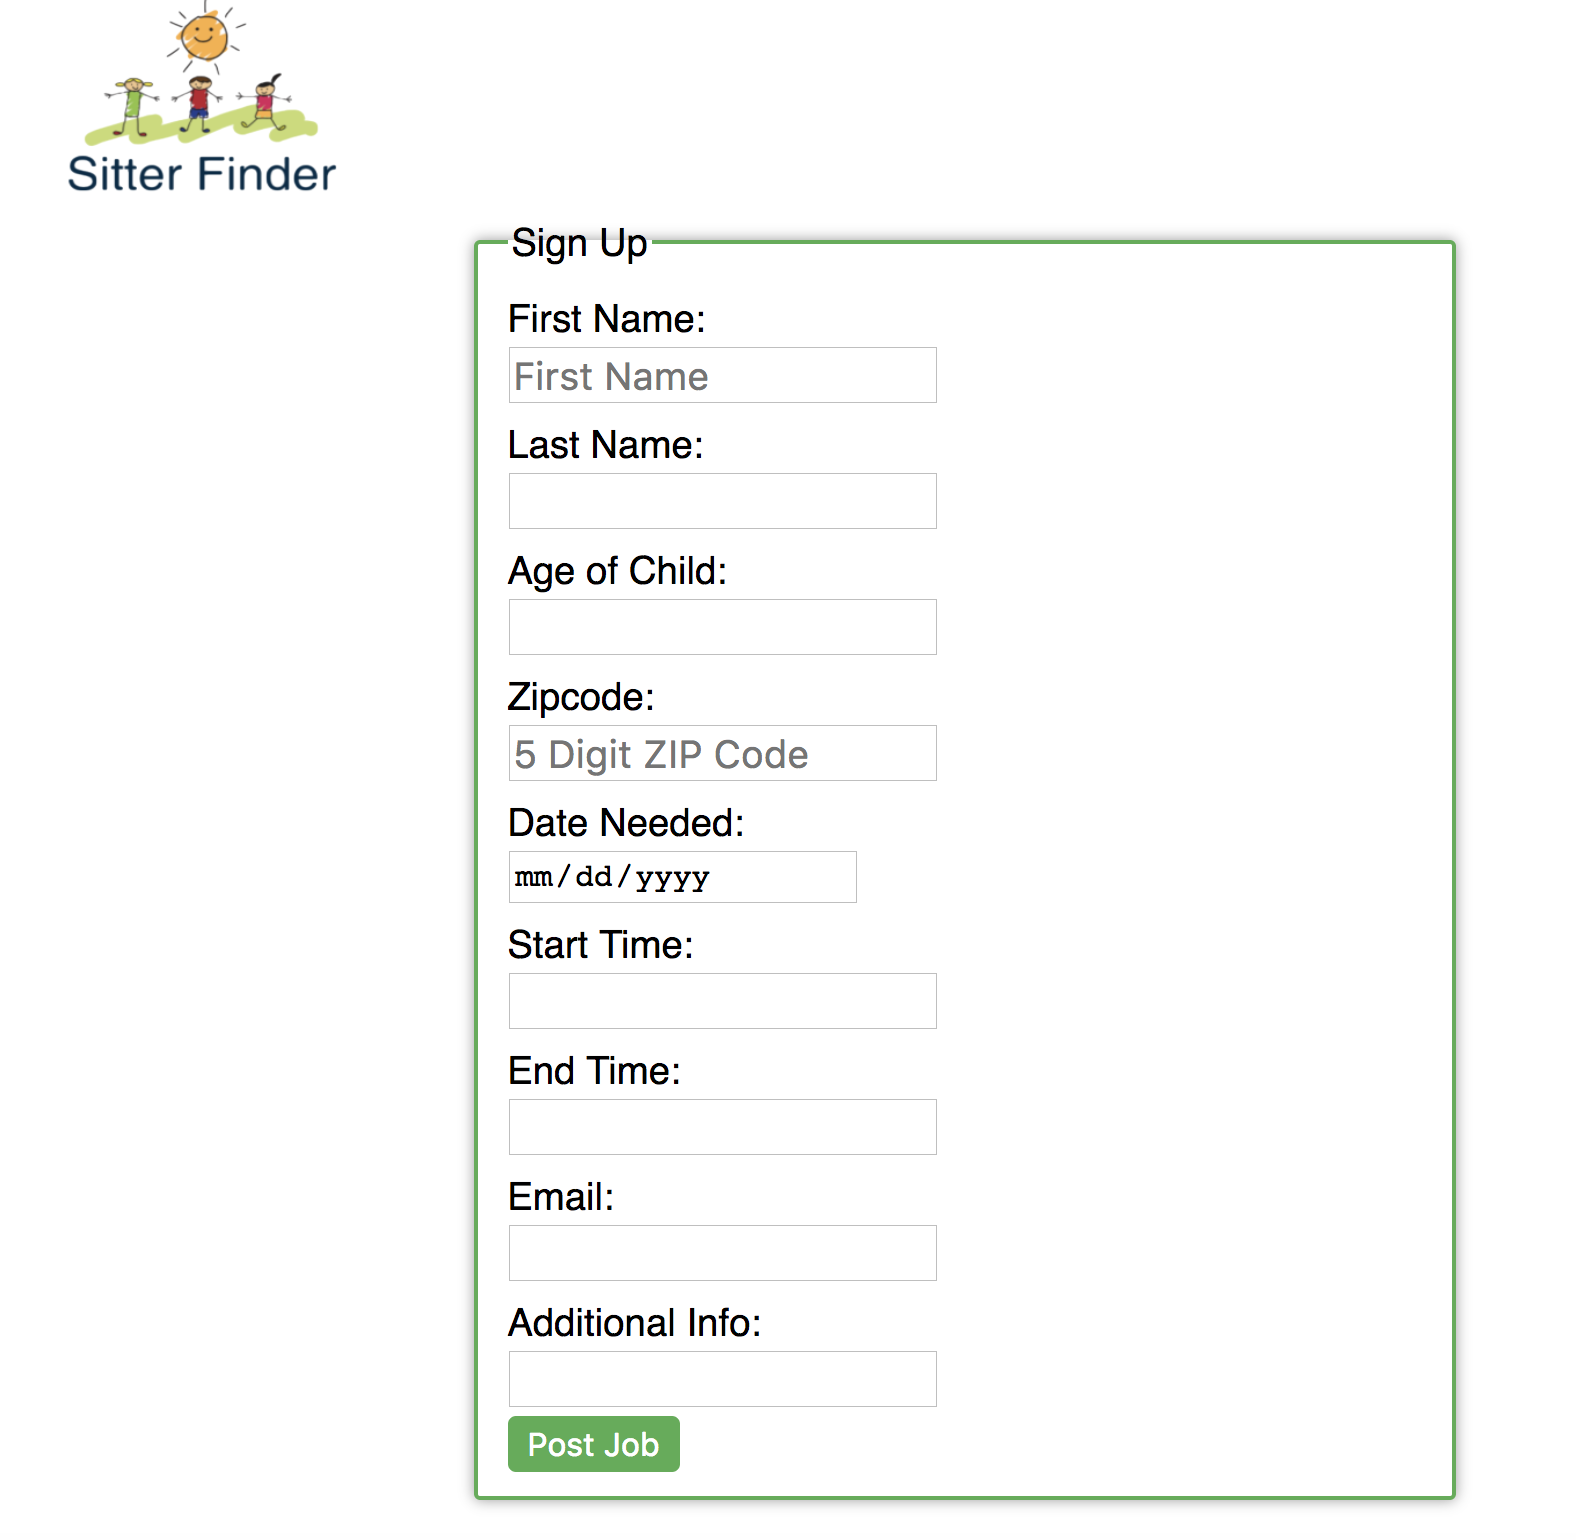 Sitter Finder
Sign Up
First Name:
First Name
Last Name:
Age of Child:
Zipcode:
5 Digit ZIP Code
Date Needed:
mm/dd/yyyy
Start Time:
End Time:
Email:
Additional Info:
Post Job